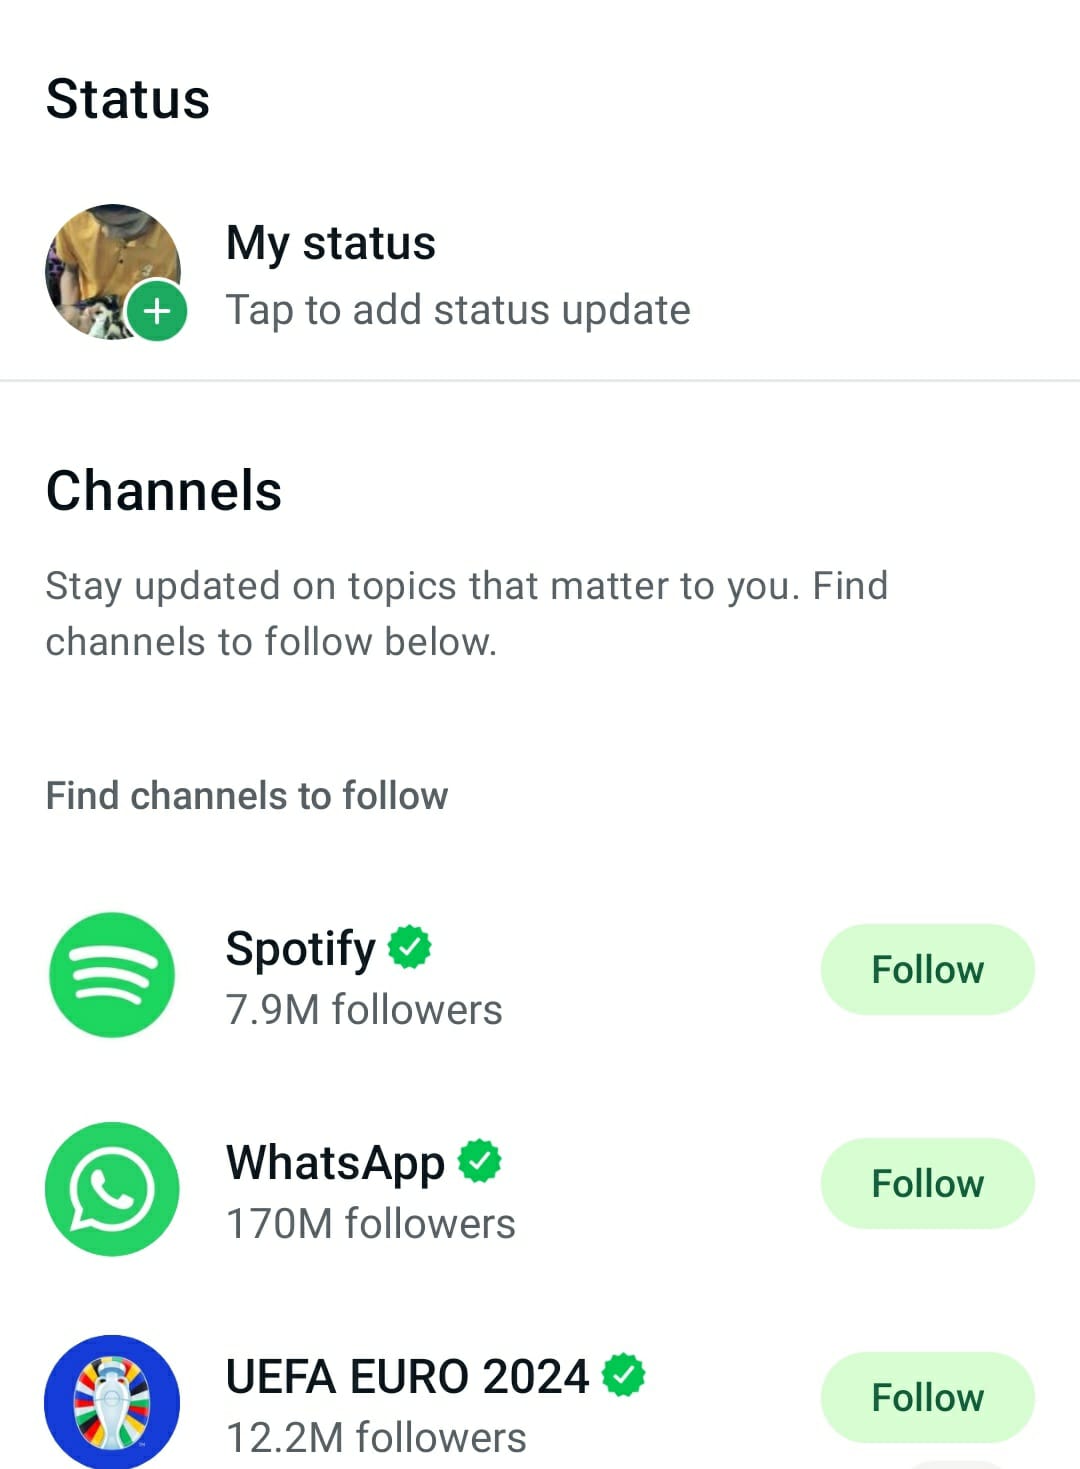 Status
My status
Tap to add status update
Channels
Stay updated on topics that matter to you. Find
channels to follow below.
Find channels to follow
Spotify
7.9M followers
Follow
WhatsApp
170M followers
Follow
UEFA EURO 2024
12.2M followers
Follow